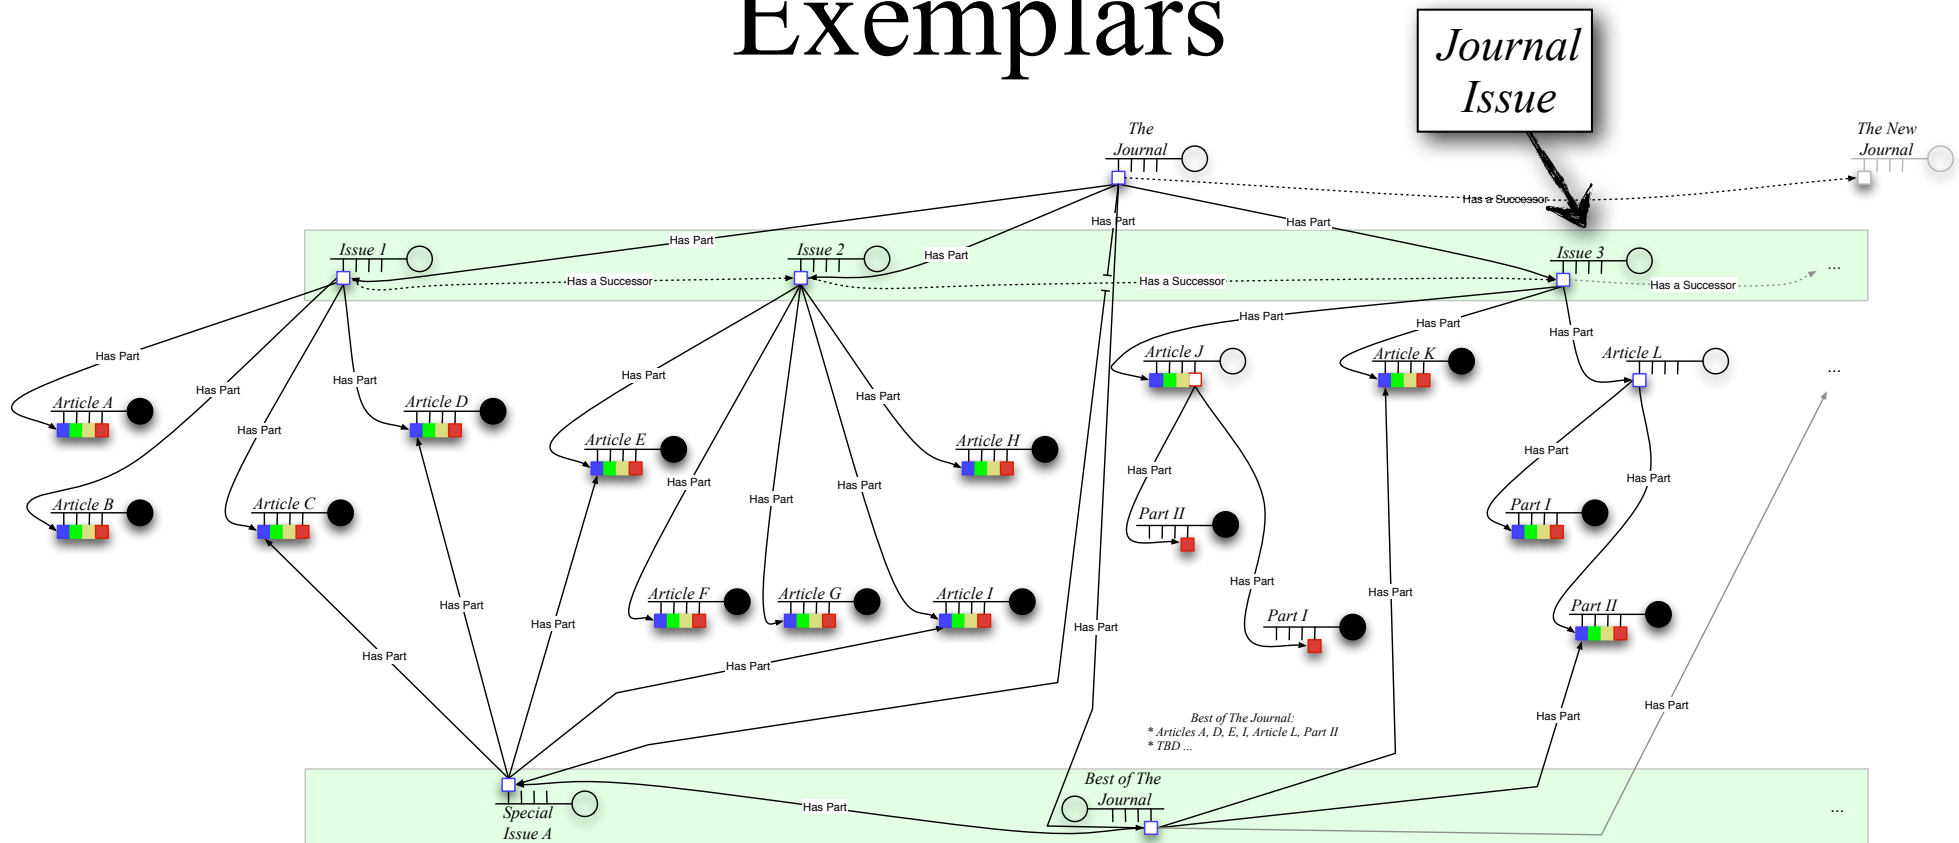 Exemplars
Journal
Issue
The
Journal
The New
Journal
Has a Successor
Has Part
Has Part
Has Part
Has Part
Issue 1
Issue 2
Issue 3
...
Has a Successor
Has a Successor
Has a Successor
Has Part
Has Part
Has Part
Has Part
Article J
Article K
Article L
...
Has Part
Has Part
Has Part
Has Part
Has Part
Article A
Article D
Article E
Article H
Has Part
Has Part
Has Part
Has Part
Has Part
Has Part
Has Part
Article B
Article C
Part II
Part I
Has Part
Has Part
Article F
Article G
Article I
Has Part
Has Part
Part I
Part II
Has Part
Has Part
Has Part
Has Part
Has Part
Has Part
Best of The Journal:
* Articles A, D, E, I, Article L, Part II
* TBD ...
Best of The
Journal
Has Part
Special
Issue A
...